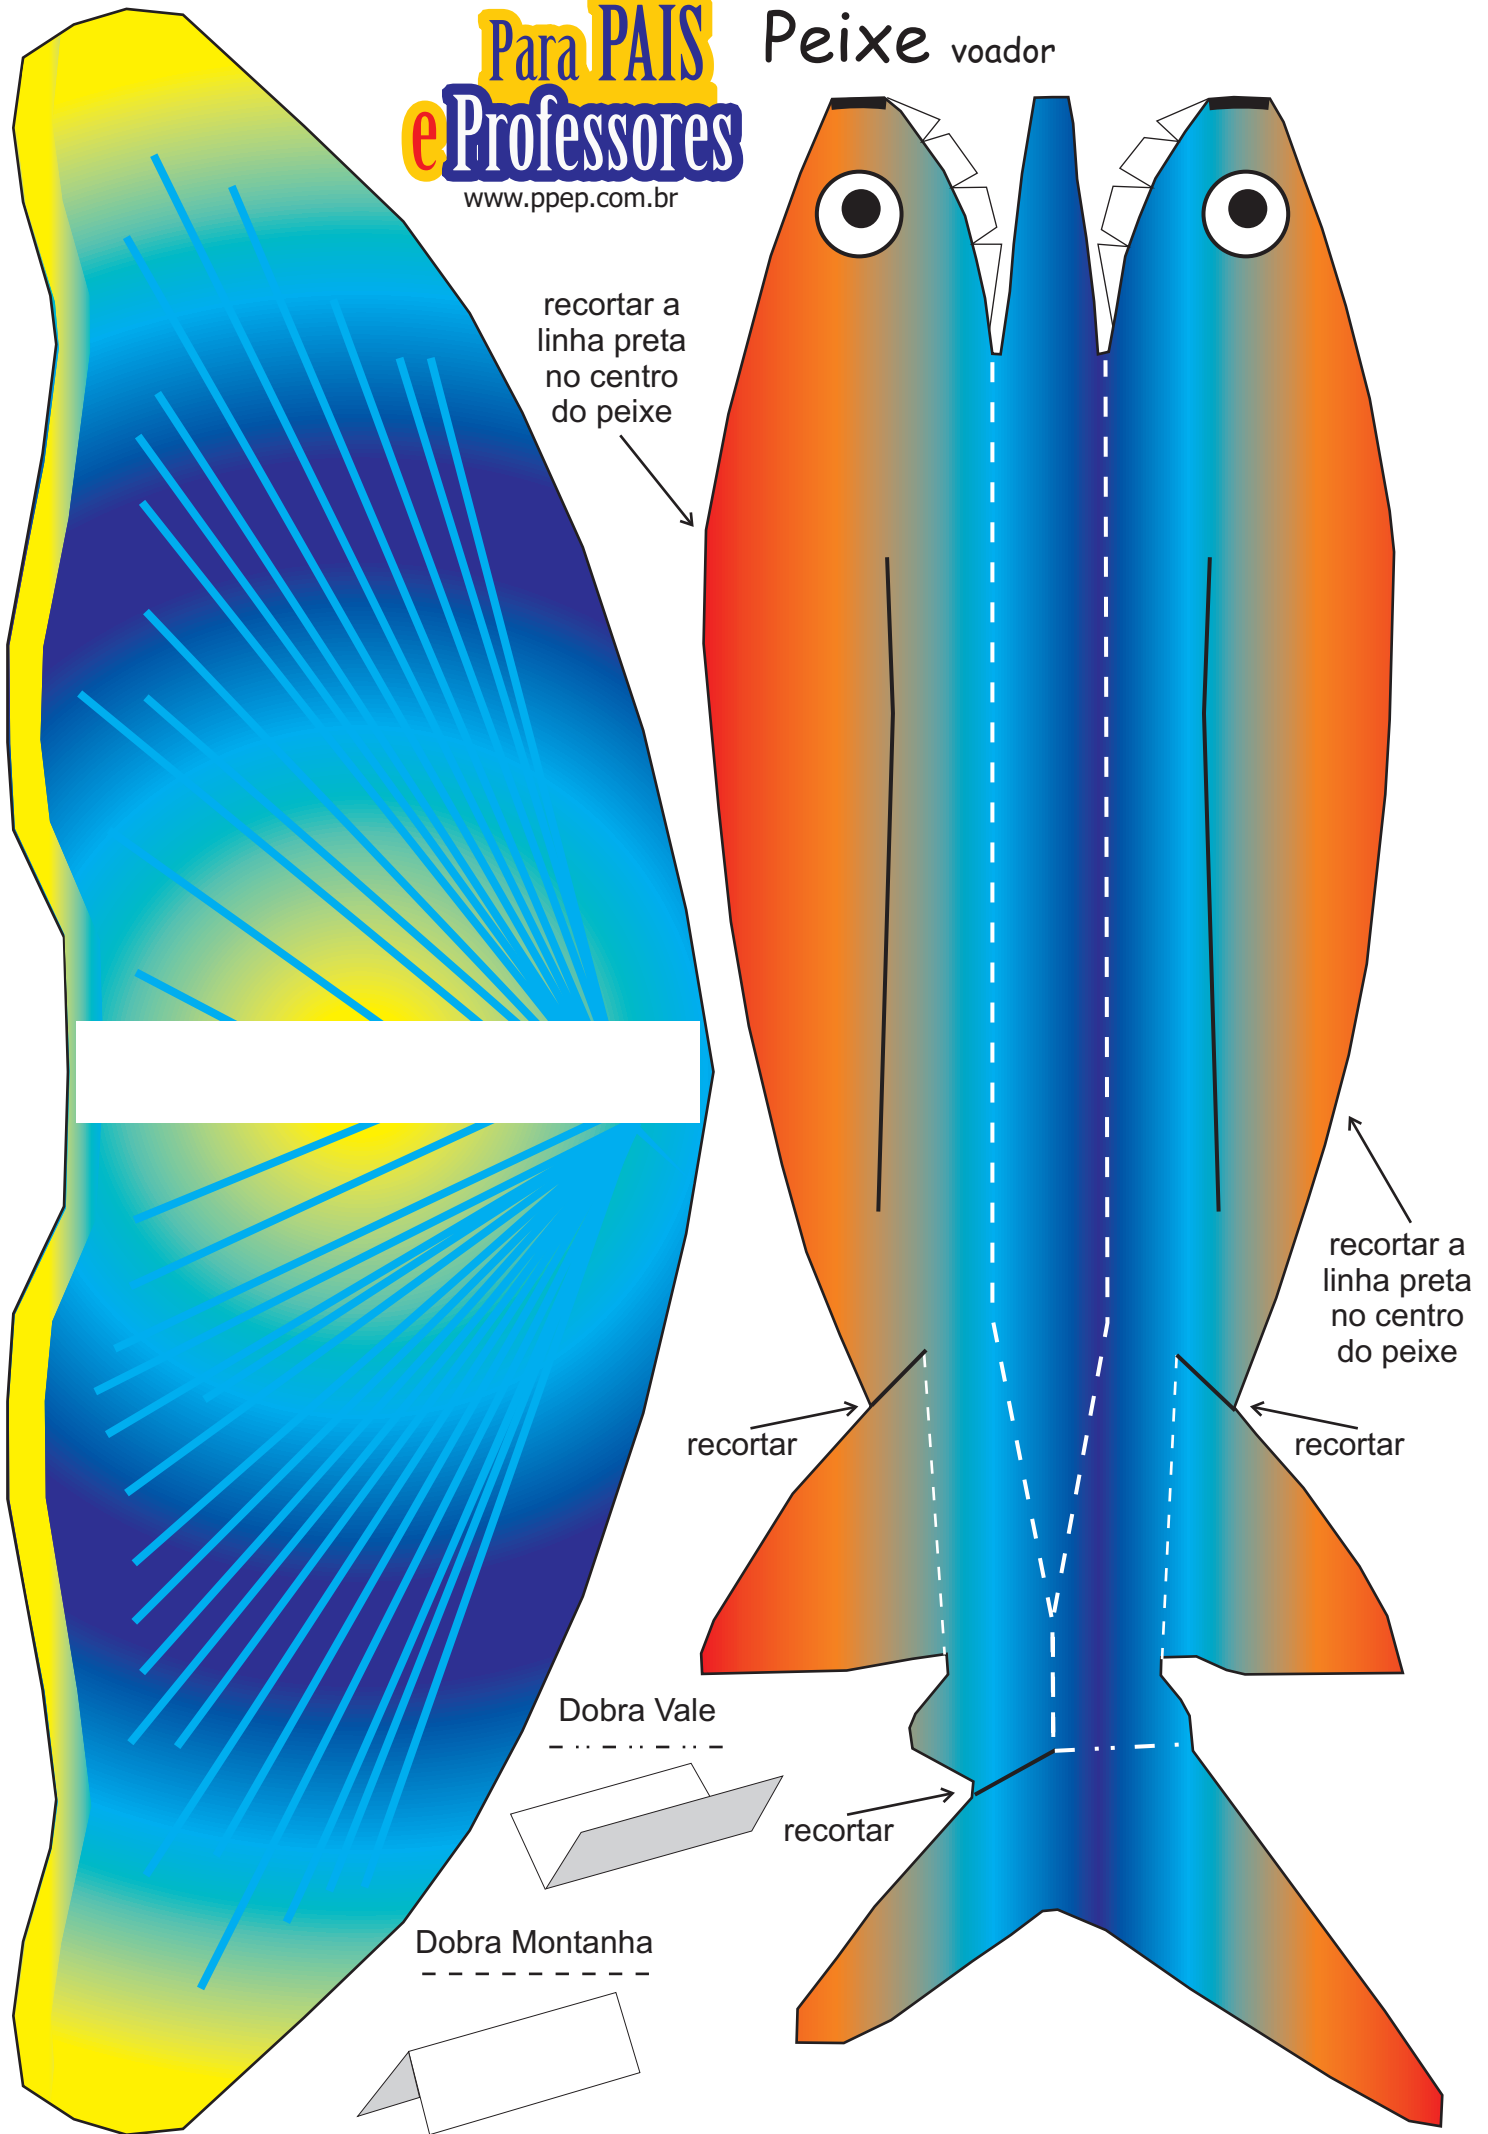 Para PAIS
e Professores
www.ppep.com.br
Peixe voador
recortar a
linha preta
no centro
do peixe
recortar a
linha preta
no centro
do peixe
recortar
recortar
Dobra Vale
recortar
Dobra Montanha